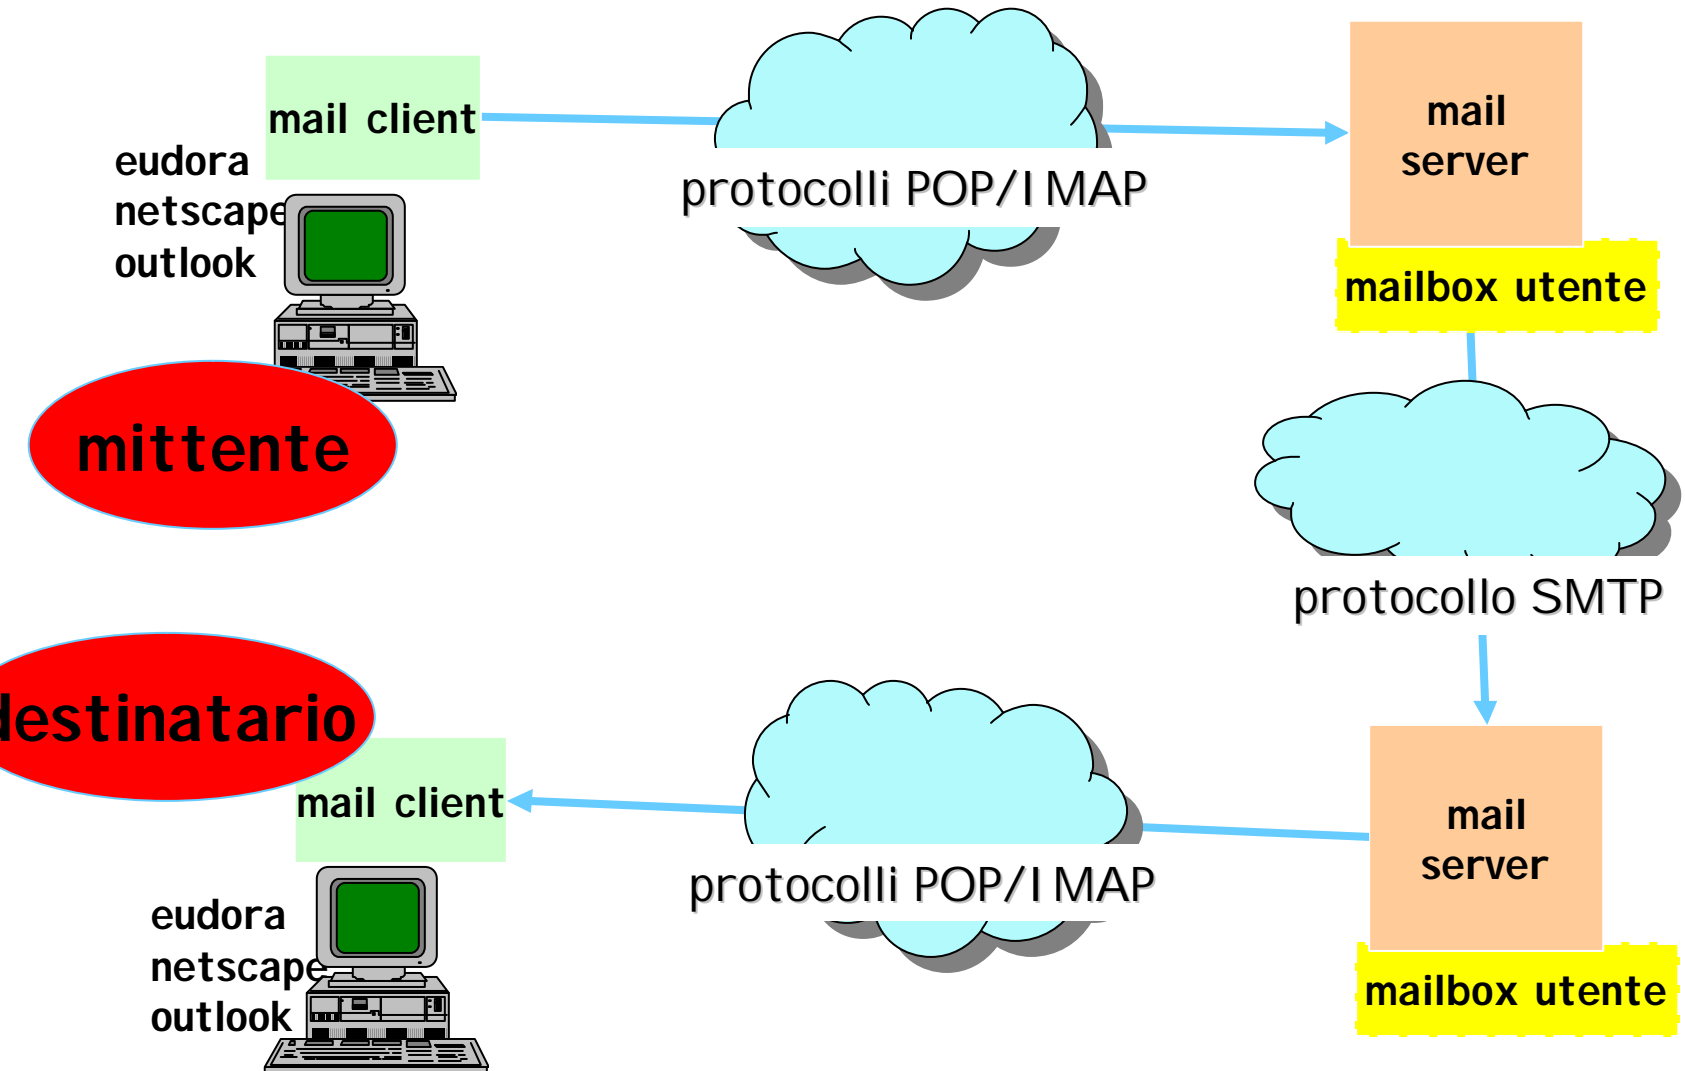 mail client
eudora
netscape
outlook
protocolli POP/IMAP
mail
server
mailbox utente
mittente
protocollo SMTP
destinatario
mail client
eudora
netscape
outlook
protocolli POP/IMAP
mail
server
mailbox utente